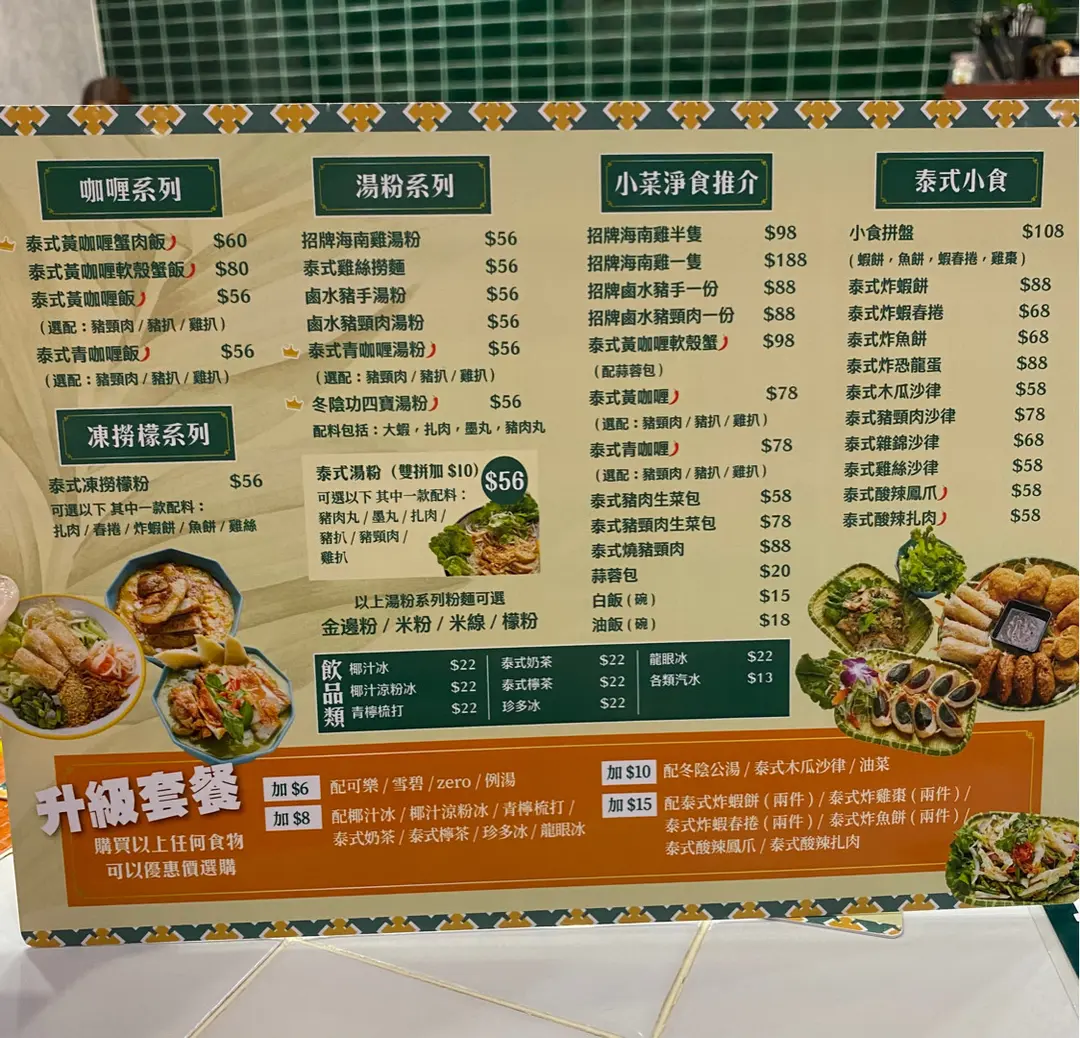 咖喱系列
泰式黃咖喱蟹肉飯 $60
泰式黃咖喱軟殼蟹飯 $80
泰式黃咖喱飯 $56
(選配：豬頸肉/豬扒/雞扒)
泰式青咖喱飯 $56
(選配：豬頸肉/豬扒/雞扒)
凍撈檬系列
泰式凍撈檬粉 $56
可選以下 其中一款配料：
扎肉/春捲/炸蝦餅/魚餅/雞絲
湯粉系列
招牌海南雞湯粉 $56
泰式雞絲撈麵 $56
鹵水豬手湯粉 $56
鹵水豬頸肉湯粉 $56
泰式青咖喱湯粉 $56
(選配：豬頸肉/豬扒/雞扒)
冬陰功四寶湯粉 $56
配料包括：大蝦，扎肉，墨丸，豬肉丸
泰式湯粉（雙拼加 $10) $56
可選以下 其中一款配料：
豬肉丸/墨丸/扎肉/
豬扒/豬頸肉/
雞扒
以上湯粉系列粉麵可選
金邊粉/米粉/米線/檬粉
小菜淨食推介
招牌海南雞半隻 $98
招牌海南雞一隻 $188
招牌鹵水豬手一份 $88
招牌鹵水豬頸肉一份 $88
泰式黃咖喱軟殼蟹 $98
(配蒜蓉包)
泰式黃咖喱 $78
(選配：豬頸肉/豬扒/雞扒)
泰式青咖喱 $78
(選配：豬頸肉/豬扒/雞扒)
泰式豬肉生菜包 $58
泰式豬頸肉生菜包 $78
泰式燒豬頸肉 $88
蒜蓉包 $20
白飯(碗) $15
油飯(碗) $18
泰式小食
小食拼盤 $108
(蝦餅，魚餅，蝦春捲，雞棗)
泰式炸蝦餅 $88
泰式炸蝦春捲 $68
泰式炸魚餅 $68
泰式炸恐龍蛋 $88
泰式木瓜沙律 $58
泰式豬頸肉沙律 $78
泰式雜錦沙律 $68
泰式雞絲沙律 $58
泰式酸辣鳳爪 $58
泰式酸辣扎肉 $58
飲品類
椰汁冰 $22
椰汁涼粉冰 $22
青檸梳打 $22
泰式奶茶 $22
泰式檸茶 $22
珍多冰 $22
龍眼冰 $22
各類汽水 $13
升級套餐
購買以上任何食物
可以優惠價選購
加 $6 配可樂/雪碧/zero/例湯
加 $8 配椰汁冰/椰汁涼粉冰/青檸梳打/
泰式奶茶/泰式檸茶/珍多冰/龍眼冰
加 $10 配冬陰公湯/泰式木瓜沙律/油菜
加 $15 配泰式炸蝦餅(兩件)/泰式炸雞棗(兩件)/
泰式炸蝦春捲(兩件)/泰式炸魚餅(兩件)/
泰式酸辣鳳爪/泰式酸辣扎肉